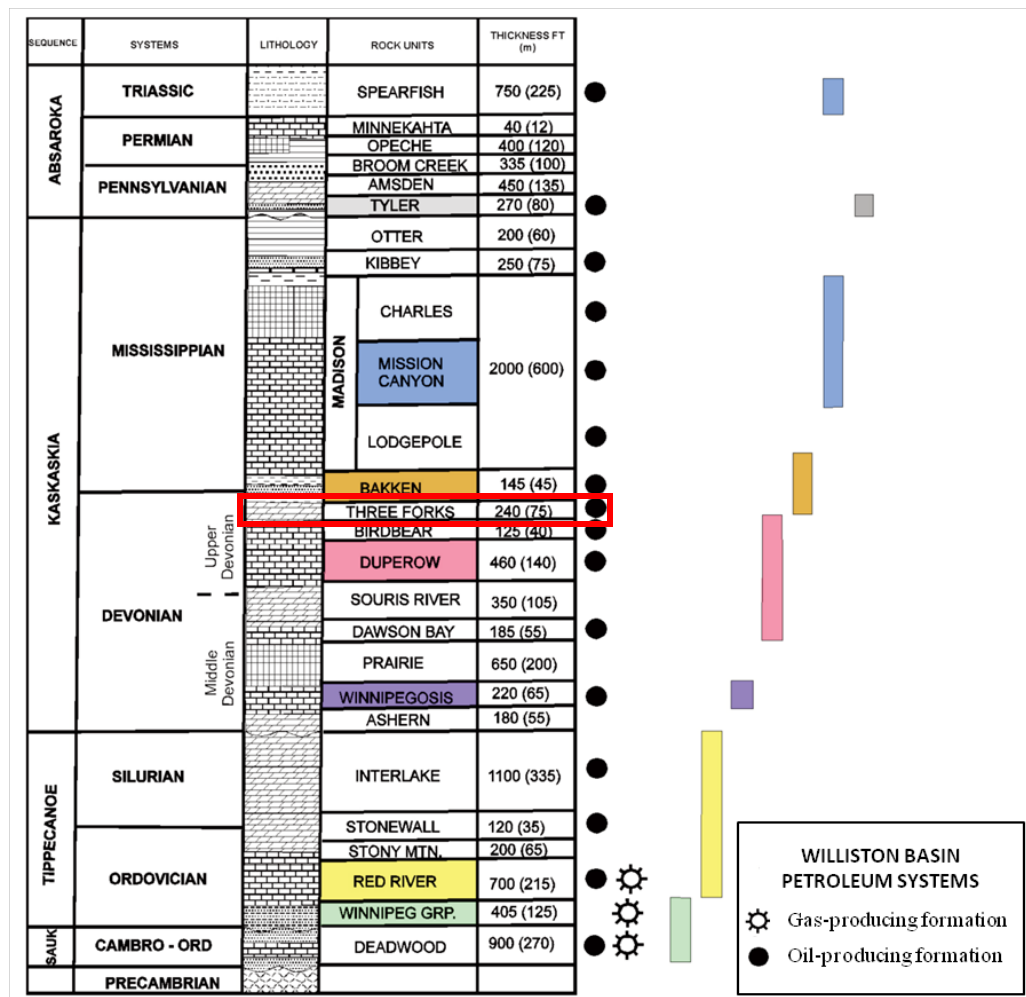 SEQUENCE SYSTEMS LITHOLOGY ROCK UNITS THICKNESS FT
(m)
ABSAROKA
TRIASSIC SPEARFISH 750 (225)
PERMIAN
MINNEKAHTA 40 (12)
OPECHE 400 (120)
BROOM CREEK 335 (100)
PENNSYLVANIAN
AMSDEN 450 (135)
TYLER 270 (80)
KASKASKIA
MISSISSIPPIAN
OTTER 200 (60)
KIBBEY 250 (75)
MADISON
CHARLES
MISSION
CANYON
2000 (600)
LODGEPOLE
BAKKEN 145 (45)
DEVONIAN
Upper
Devonian
THREE FORKS 240 (75)
BIRDBEAR 125 (40)
DUPEROW 460 (140)
Middle
Devonian
SOURIS RIVER 350 (105)
DAWSON BAY 185 (55)
PRAIRIE 650 (200)
WINNIPEGOSIS 220 (65)
ASHERN 180 (55)
TIPPECANOE
SILURIAN
INTERLAKE 1100 (335)
STONEWALL 120 (35)
ORDOVICIAN
STONY MTN. 200 (65)
RED RIVER 700 (215)
WINNIPEG GRP. 405 (125)
SAUK
CAMBRO - ORD DEADWOOD 900 (270)
PRECAMBRIAN
WILLISTON BASIN
PETROLEUM SYSTEMS
Gas-producing formation
Oil-producing formation